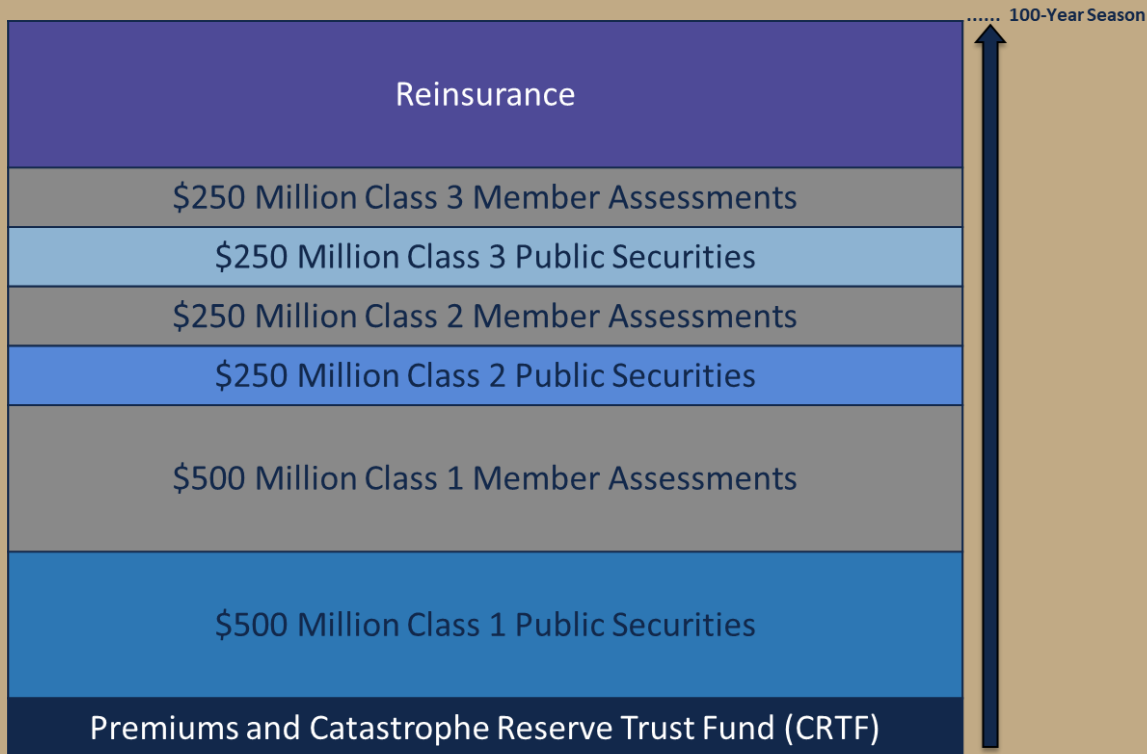 ...... 100-Year Season
Reinsurance
$250 Million Class 3 Member Assessments
$250 Million Class 3 Public Securities
$250 Million Class 2 Member Assessments
$250 Million Class 2 Public Securities
$500 Million Class 1 Member Assessments
$500 Million Class 1 Public Securities
Premiums and Catastrophe Reserve Trust Fund (CRTF)